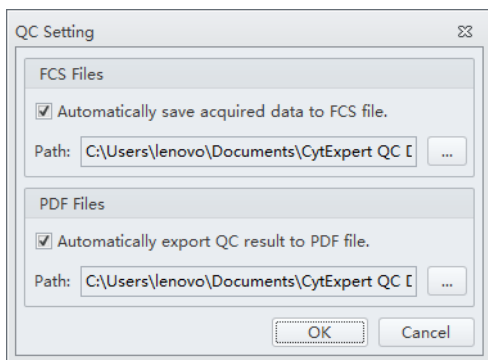 QC Setting
FCS Files
Automatically save acquired data to FCS file.
Path: C:\Users\lenovo\Documents\CytExpert QC ...
PDF Files
Automatically export QC result to PDF file.
Path: C:\Users\lenovo\Documents\CytExpert QC ...
OK Cancel